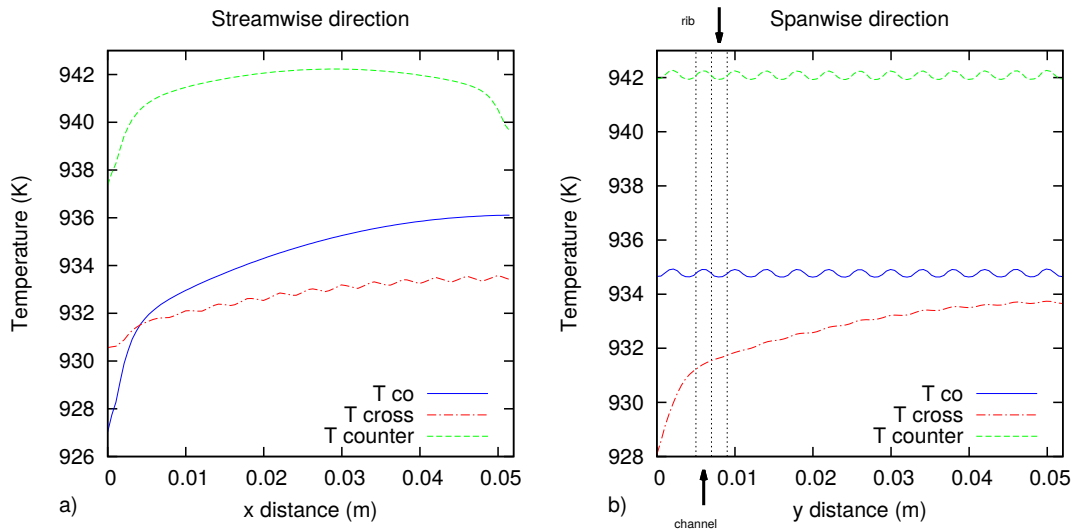 Streamwise direction
942
940
938
936
934
932
930
928
926
Temperature (K)
T co
T cross
T counter
0 0.01 0.02 0.03 0.04 0.05
a) x distance (m)
rib
Spanwise direction
942
940
938
936
934
932
930
928
Temperature (K)
T co
T cross
T counter
0 0.01 0.02 0.03 0.04 0.05
b) y distance (m)
channel